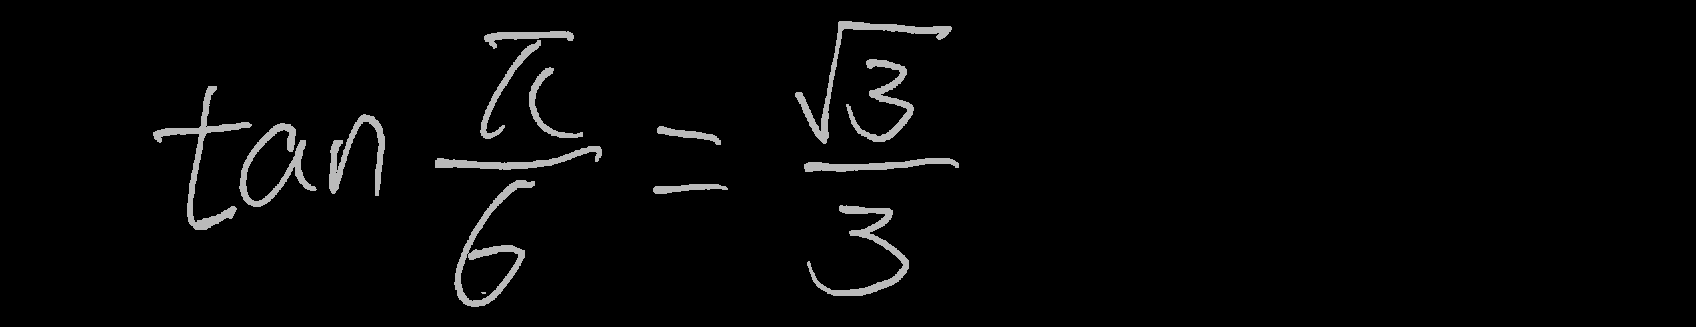 tan π/6 = √3/3